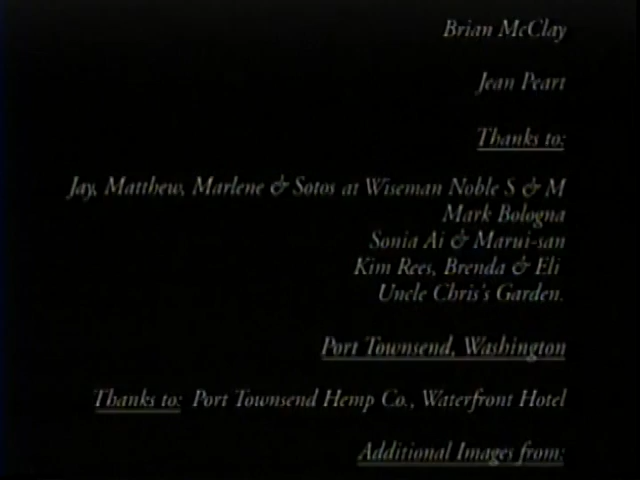 Brian McClay
Jean Peart
Thanks to:
Jay, Matthew, Marlene & Sotos at Wiseman Noble S & M
Mark Bologna
Sonia Ai & Marui-san
Kim Rees, Brenda & Eli
Uncle Chris's Garden.
Port Townsend, Washington
Thanks to: Port Townsend Hemp Co., Waterfront Hotel
Additional Images from: